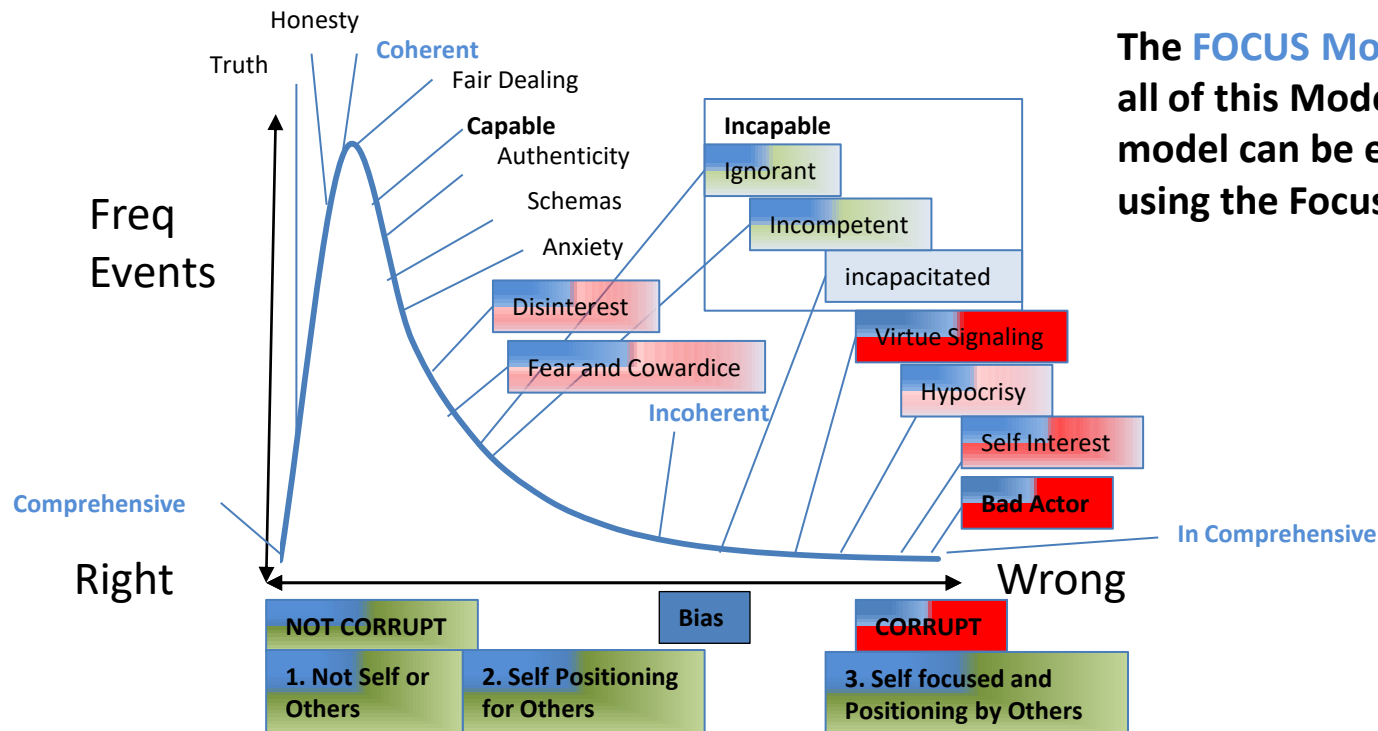 Honesty
Coherent
Truth
Fair Dealing
Capable
Authenticity
Schemas
Anxiety
Freq
Events
Disinterest
Fear and Cowardice
Incapable
Ignorant
Incompetent
incapacitated
Virtue Signaling
Hypocrisy
Self Interest
Bad Actor
Incoherent
Comprehensive
In Comprehensive
Right
Wrong
Bias
NOT CORRUPT
CORRUPT
1. Not Self or
Others
2. Self Positioning
for Others
3. Self focused and
Positioning by Others
The FOCUS
all of this
model can be
using the